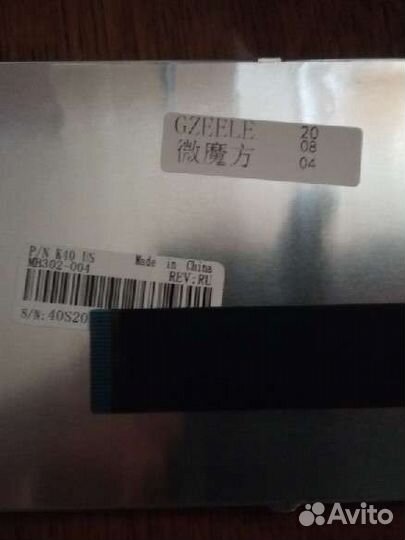 GZEELE 20
微魔方 08
04
P/N K40 US Made in China
MB302-004 REV:RU
S/N:40S20
Avito